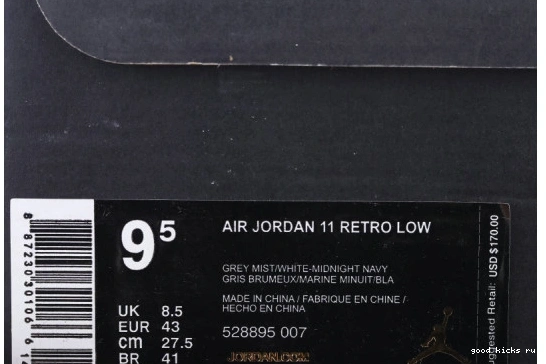 9 5
AIR JORDAN 11 RETRO LOW
GREY MIST/WHITE-MIDNIGHT NAVY
GRIS BRUMEUX/MARINE MINUIT/BLA
MADE IN CHINA / FABRIQUE EN CHINE /
HECHO EN CHINA
528895 007
UK 8.5
EUR 43
cm 27.5
BR 41
JORDAN.COM
Retail: USD $170.00
good-kicks.ru